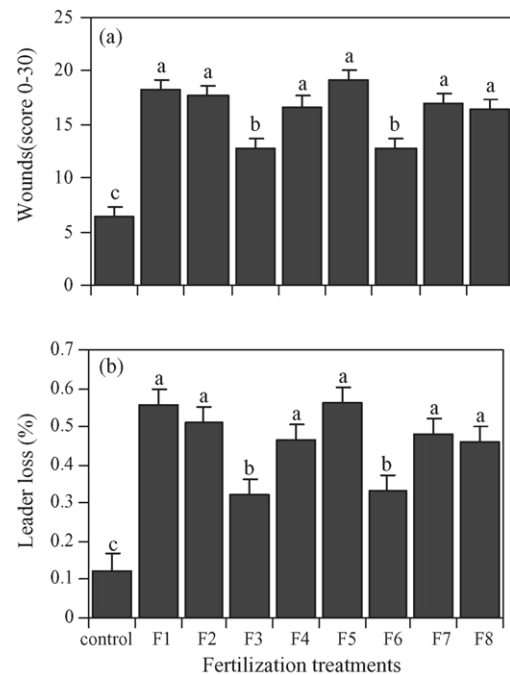 25
(a)
20
15
10
5
0
Wounds(score 0-30)
c
a
a
b
a
a
b
a
a
0.7
(b)
0.6
0.5
0.4
0.3
0.2
0.1
0
Leader loss (%)
c
a
a
b
a
a
b
a
a
control F1 F2 F3 F4 F5 F6 F7 F8
Fertilization treatments